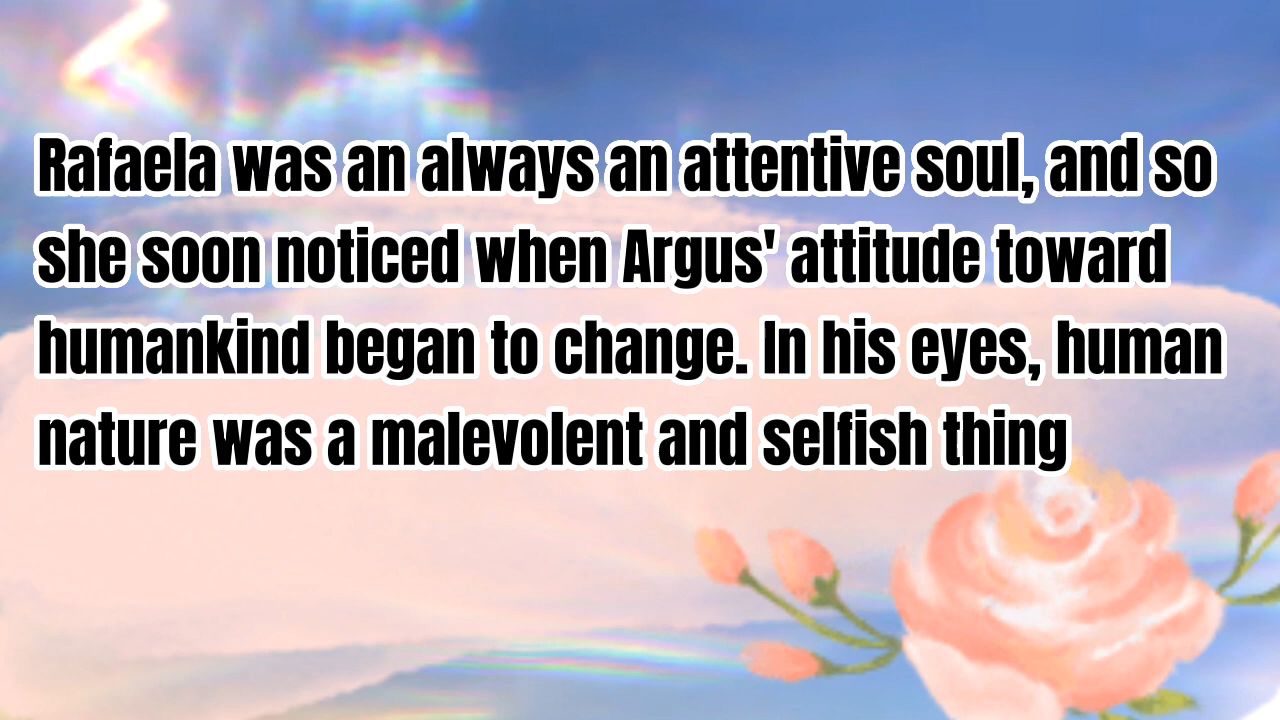 Rafaela was an always an attentive soul, and so
she soon noticed when Argus' attitude toward
humankind began to change. In his eyes, human
nature was a malevolent and selfish thing